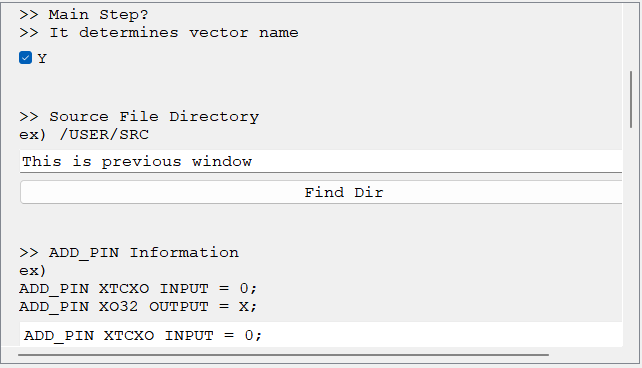 >> Main Step?
>> It determines vector name
Y
>> Source File Directory
ex) /USER/SRC
This is previous window
Find Dir
>> ADD_PIN Information
ex)
ADD_PIN XTCXO INPUT = 0;
ADD_PIN XO32 OUTPUT = X;
ADD_PIN XTCXO INPUT = 0;